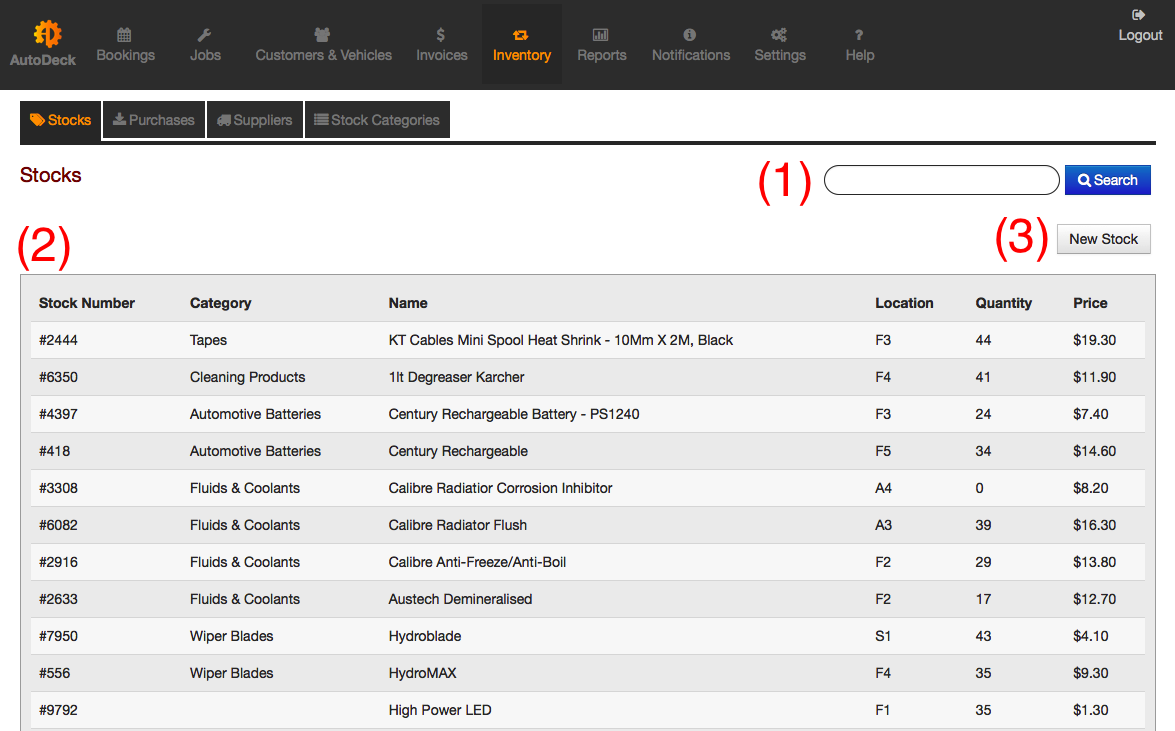 AutoDeck Bookings Jobs Customers & Vehicles Invoices Inventory Reports Notifications Settings Help Logout
Stocks Purchases Suppliers Stock Categories
Stocks (1) Search
(2) (3) New Stock
Stock Number Category Name Location Quantity Price
#2444 Tapes KT Cables Mini Spool Heat Shrink - 10Mm X 2M, Black F3 44 $19.30
#6350 Cleaning Products 1lt Degreaser Karcher F4 41 $11.90
#4397 Automotive Batteries Century Rechargeable Battery - PS1240 F3 24 $7.40
#418 Automotive Batteries Century Rechargeable F5 34 $14.60
#3308 Fluids & Coolants Calibre Radiatior Corrosion Inhibitor A4 0 $8.20
#6082 Fluids & Coolants Calibre Radiator Flush A3 39 $16.30
#2916 Fluids & Coolants Calibre Anti-Freeze/Anti-Boil F2 29 $13.80
#2633 Fluids & Coolants Austech Demineralised F2 17 $12.70
#7950 Wiper Blades Hydroblade S1 43 $4.10
#556 Wiper Blades HydroMAX F4 35 $9.30
#9792 High Power LED F1 35 $1.30